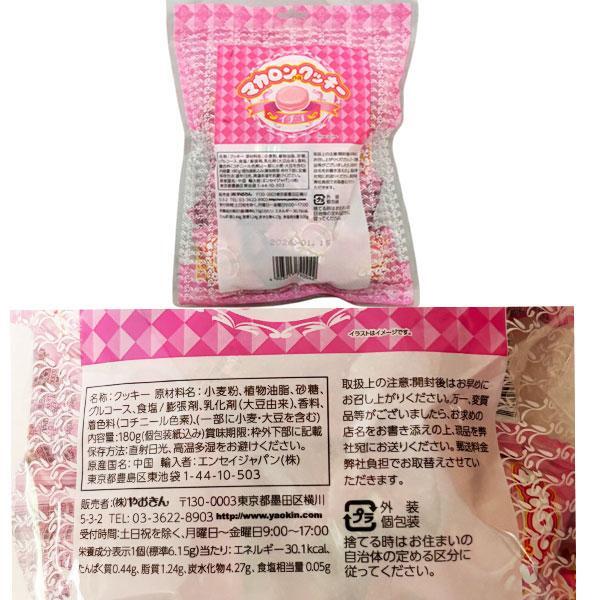 マカロンクッキー
イチゴ
2024.01.15
イラストはイメージです。
名称：クッキー 原材料名：小麦粉、植物油脂、砂糖、
グルコース、食塩/膨張剤、乳化剤（大豆由来）、香料、
着色料（コチニール色素）、（一部に小麦・大豆を含む）
内容量：180g（個包装紙込み）賞味期限：枠外下部に記載
保存方法：直射日光、高温多湿をお避けください。
原産国名：中国 輸入者：エンセイジャパン（株）
東京都豊島区東池袋 1-44-10-503
販売者：（株）やおきん 〒130-0003東京都墨田区横川
5-3-2 TEL 03-3622-8903 http://www.yaokin.com
受付時間：土日祝を除く、月曜日～金曜日9:00～17:00
栄養成分表示1個（標準6.15g）当たり：エネルギー30.1kcal、
たんぱく質0.44g、脂質1.24g、炭水化物4.27g、食塩相当量0.05g
取扱上の注意：開封後はお早めに
お召し上がりください。万一、変質
品等がございましたら、お求めの
店名をお書き添えの上、現品を弊
社宛にお送りください。郵送料金
弊社負担でお取替えさせていた
だきます。
外 装
個包装
捨てる時はお住まいの
自治体の定める区分に
従ってください。